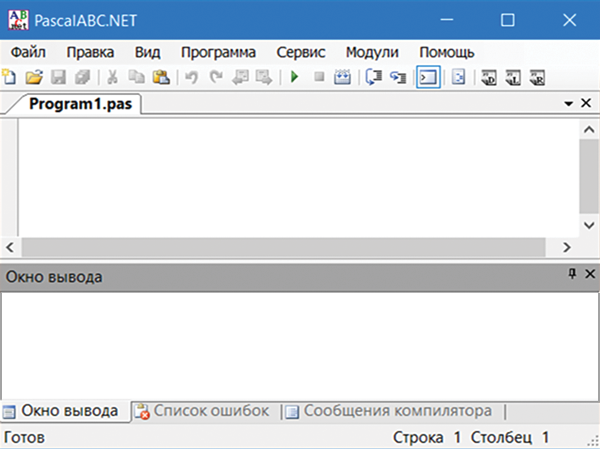 PascalABC.NET
Файл Правка Вид Программа Сервис Модули Помощь
Program1.pas
Окно вывода
Окно вывода Список ошибок Сообщения компилятора
Готов Строка 1 Столбец 1